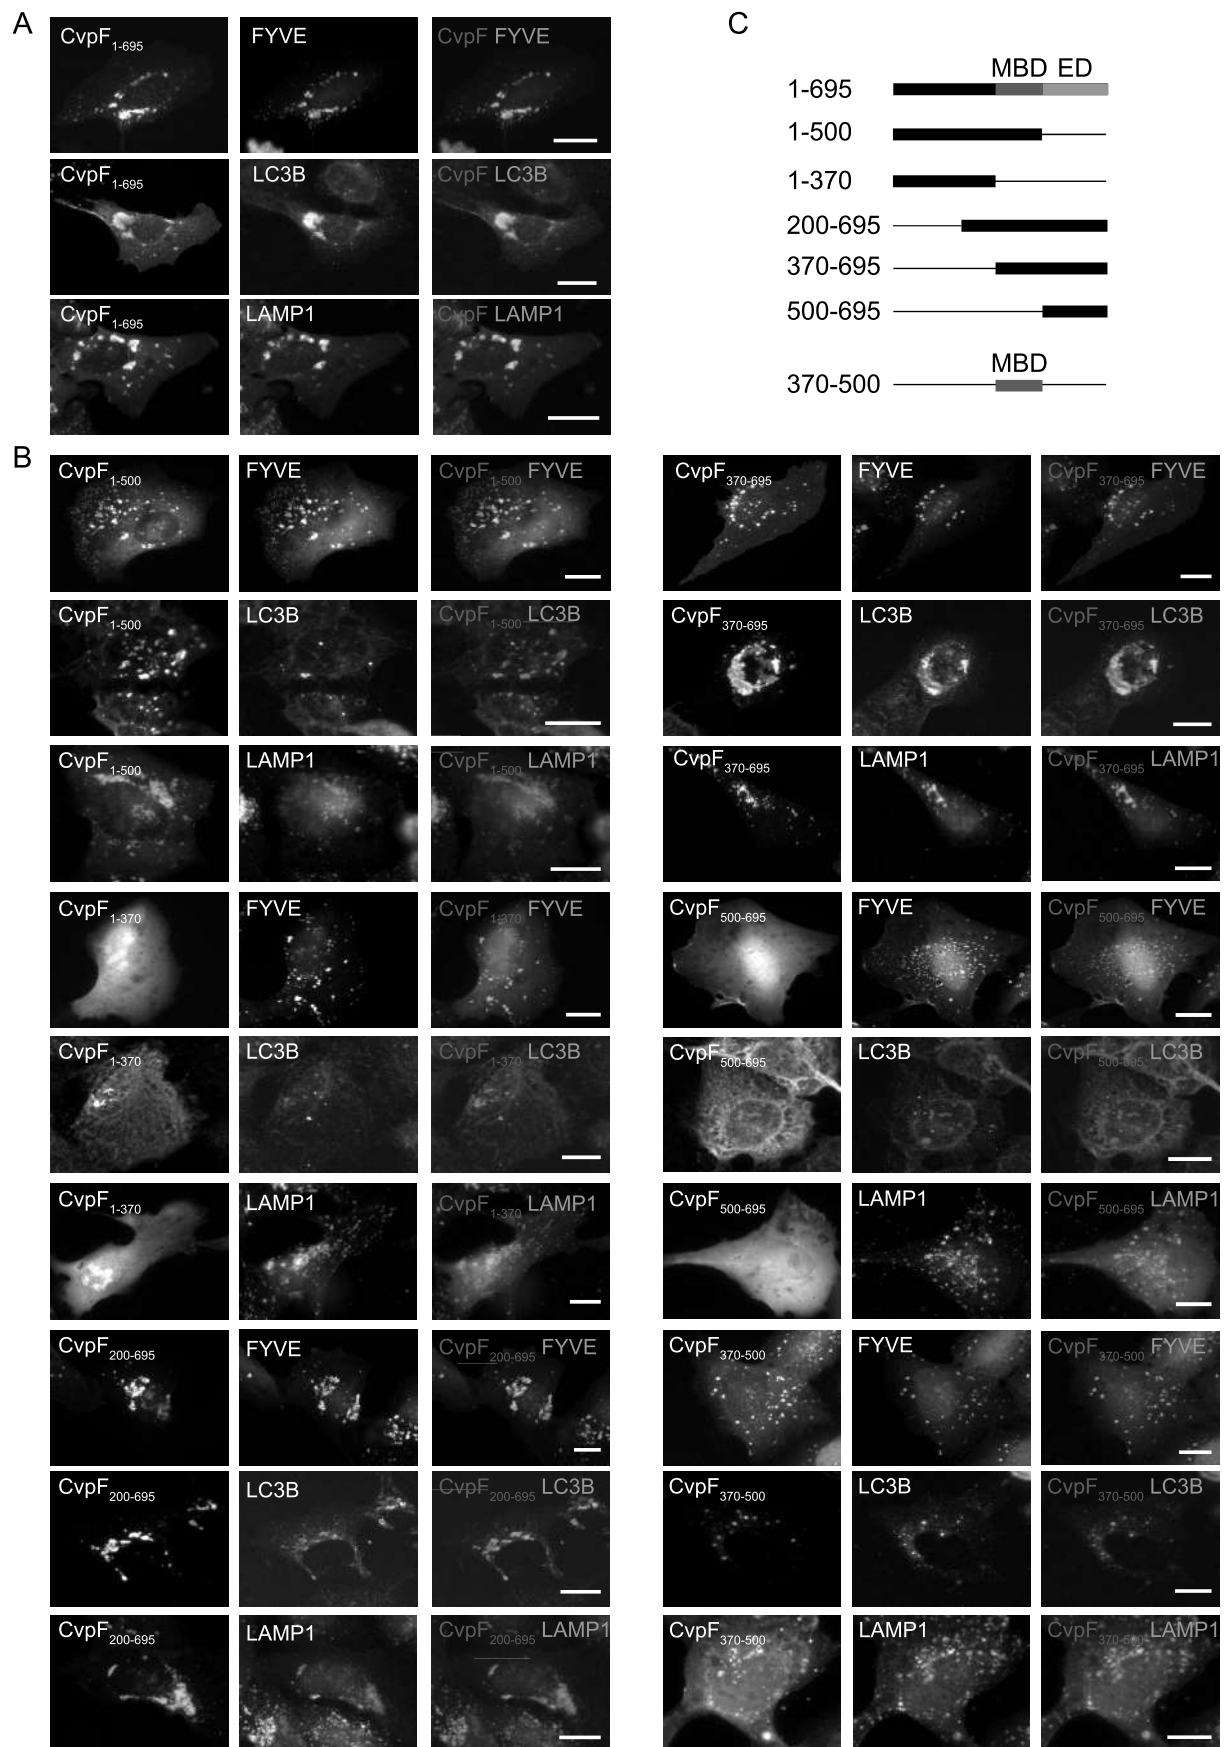 A
CvpF1-695 FYVE CvpF FYVE
CvpF1-695 LC3B CvpF LC3B
CvpF1-695 LAMP1 CvpF LAMP1
C
MBD ED
1-695
1-500
1-370
200-695
370-695
500-695
MBD
370-500
B
CvpF1-500 FYVE CvpF1-500 FYVE
CvpF1-500 LC3B CvpF1-500 LC3B
CvpF1-500 LAMP1 CvpF1-500 LAMP1
CvpF1-370 FYVE CvpF1-370 FYVE
CvpF1-370 LC3B CvpF1-370 LC3B
CvpF1-370 LAMP1 CvpF1-370 LAMP1
CvpF200-695 FYVE CvpF200-695 FYVE
CvpF200-695 LC3B CvpF200-695 LC3B
CvpF200-695 LAMP1 CvpF200-695 LAMP1
CvpF370-695 FYVE CvpF370-695 FYVE
CvpF370-695 LC3B CvpF370-695 LC3B
CvpF370-695 LAMP1 CvpF370-695 LAMP1
CvpF500-695 FYVE CvpF500-695 FYVE
CvpF500-695 LC3B CvpF500-695 LC3B
CvpF500-695 LAMP1 CvpF500-695 LAMP1
CvpF370-500 FYVE CvpF370-500 FYVE
CvpF370-500 LC3B CvpF370-500 LC3B
CvpF370-500 LAMP1 CvpF370-500 LAMP1